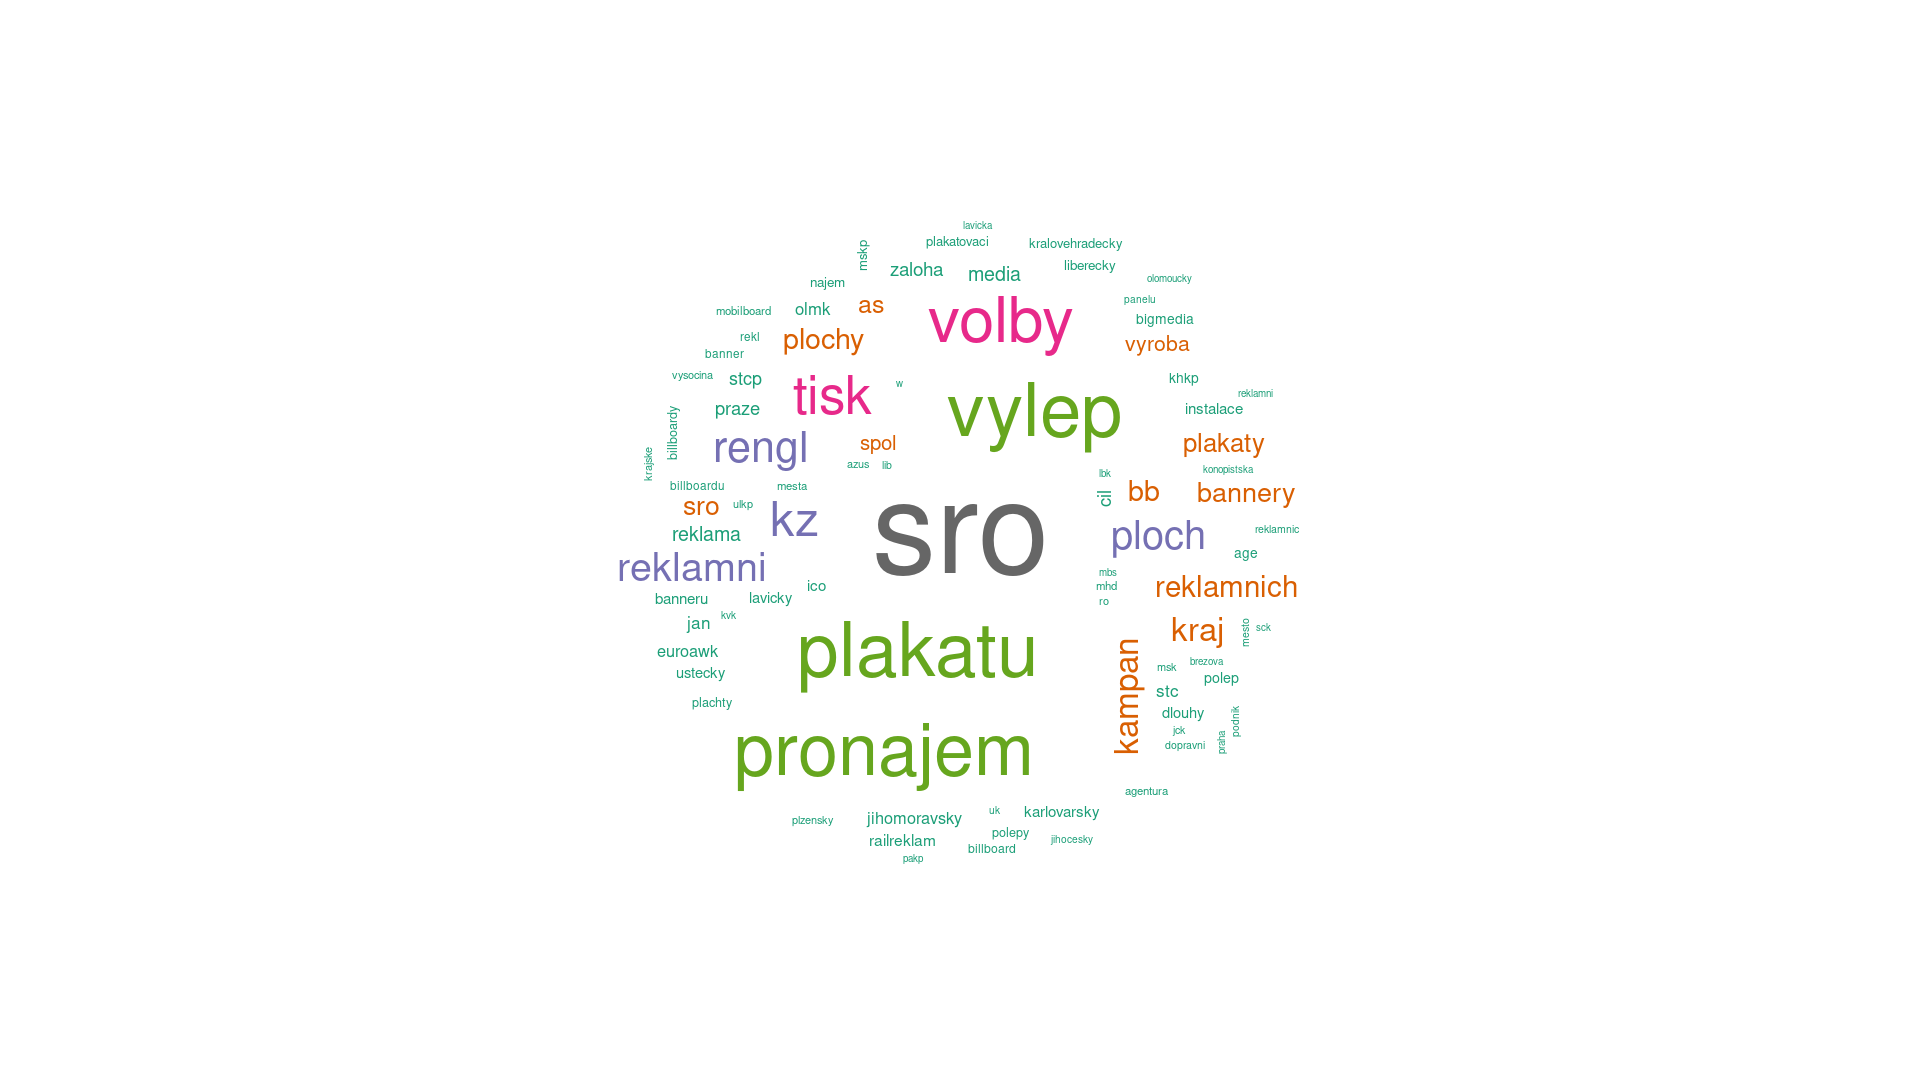 lavicka
plakatovaci
kralovehradecky
mskp
zaloha
media
liberecky
olomoucky
najem
panelu
mobilboard
olmk
as
volby
bigmedia
rekl
plochy
vyroba
banner
vysocina
stcp
tisk
w
khkp
reklamni
praze
vylep
instalace
billboardy
rengl
spol
plakaty
krajske
azus
lib
lbk
konopistska
billboardu
mesta
cil
bb
bannery
sro
ulkp
kz
sro
ploch
reklamnic
reklama
age
reklamni
ico
mbs
mhd
reklamnich
banneru
lavicky
ro
jan
kvk
kraj
mesto
sck
euroawk
plakatu
kampan
brezova
msk
ustecky
polep
stc
plachty
dlouhy
podnik
jck
praha
dopravni
pronajem
agentura
plzensky
jihomoravsky
uk
karlovarsky
railreklam
polepy
jihocesky
billboard
pakp